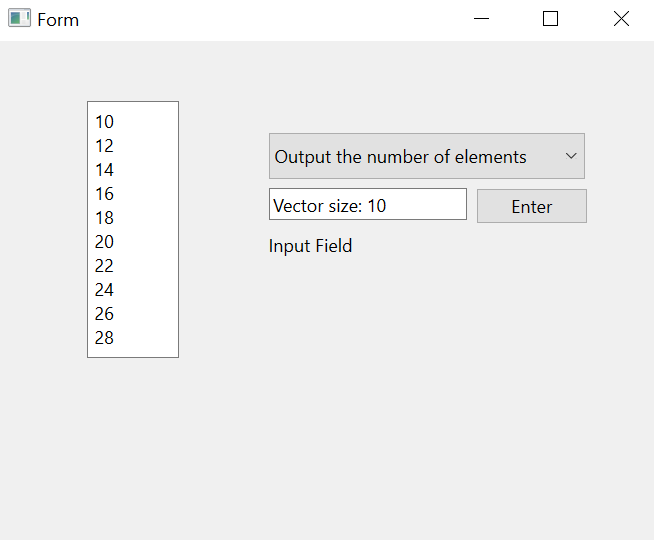 Form
10
12
14
16
18
20
22
24
26
28
Output the number of elements
Vector size: 10
Enter
Input Field